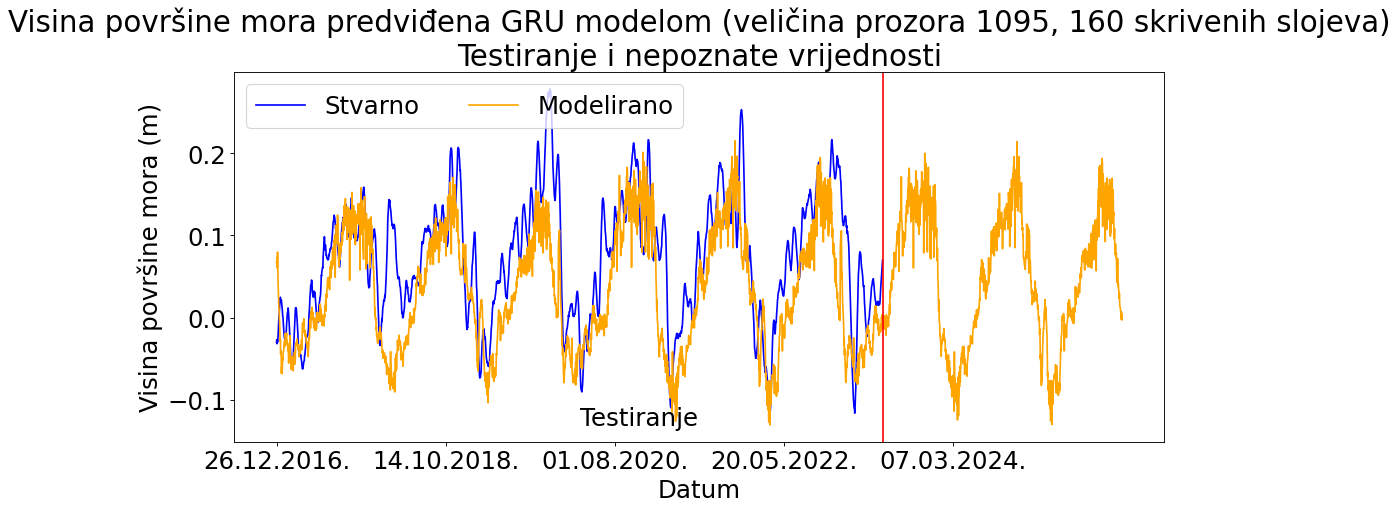 Visina površine mora predviđena GRU modelom (veličina prozora 1095, 160 skrivenih slojeva)
Testiranje i nepoznate vrijednosti
Stvarno Modelirano
Visina površine mora (m)
0.2
0.1
0.0
−0.1
Testiranje
26.12.2016. 14.10.2018. 01.08.2020. 20.05.2022. 07.03.2024.
Datum